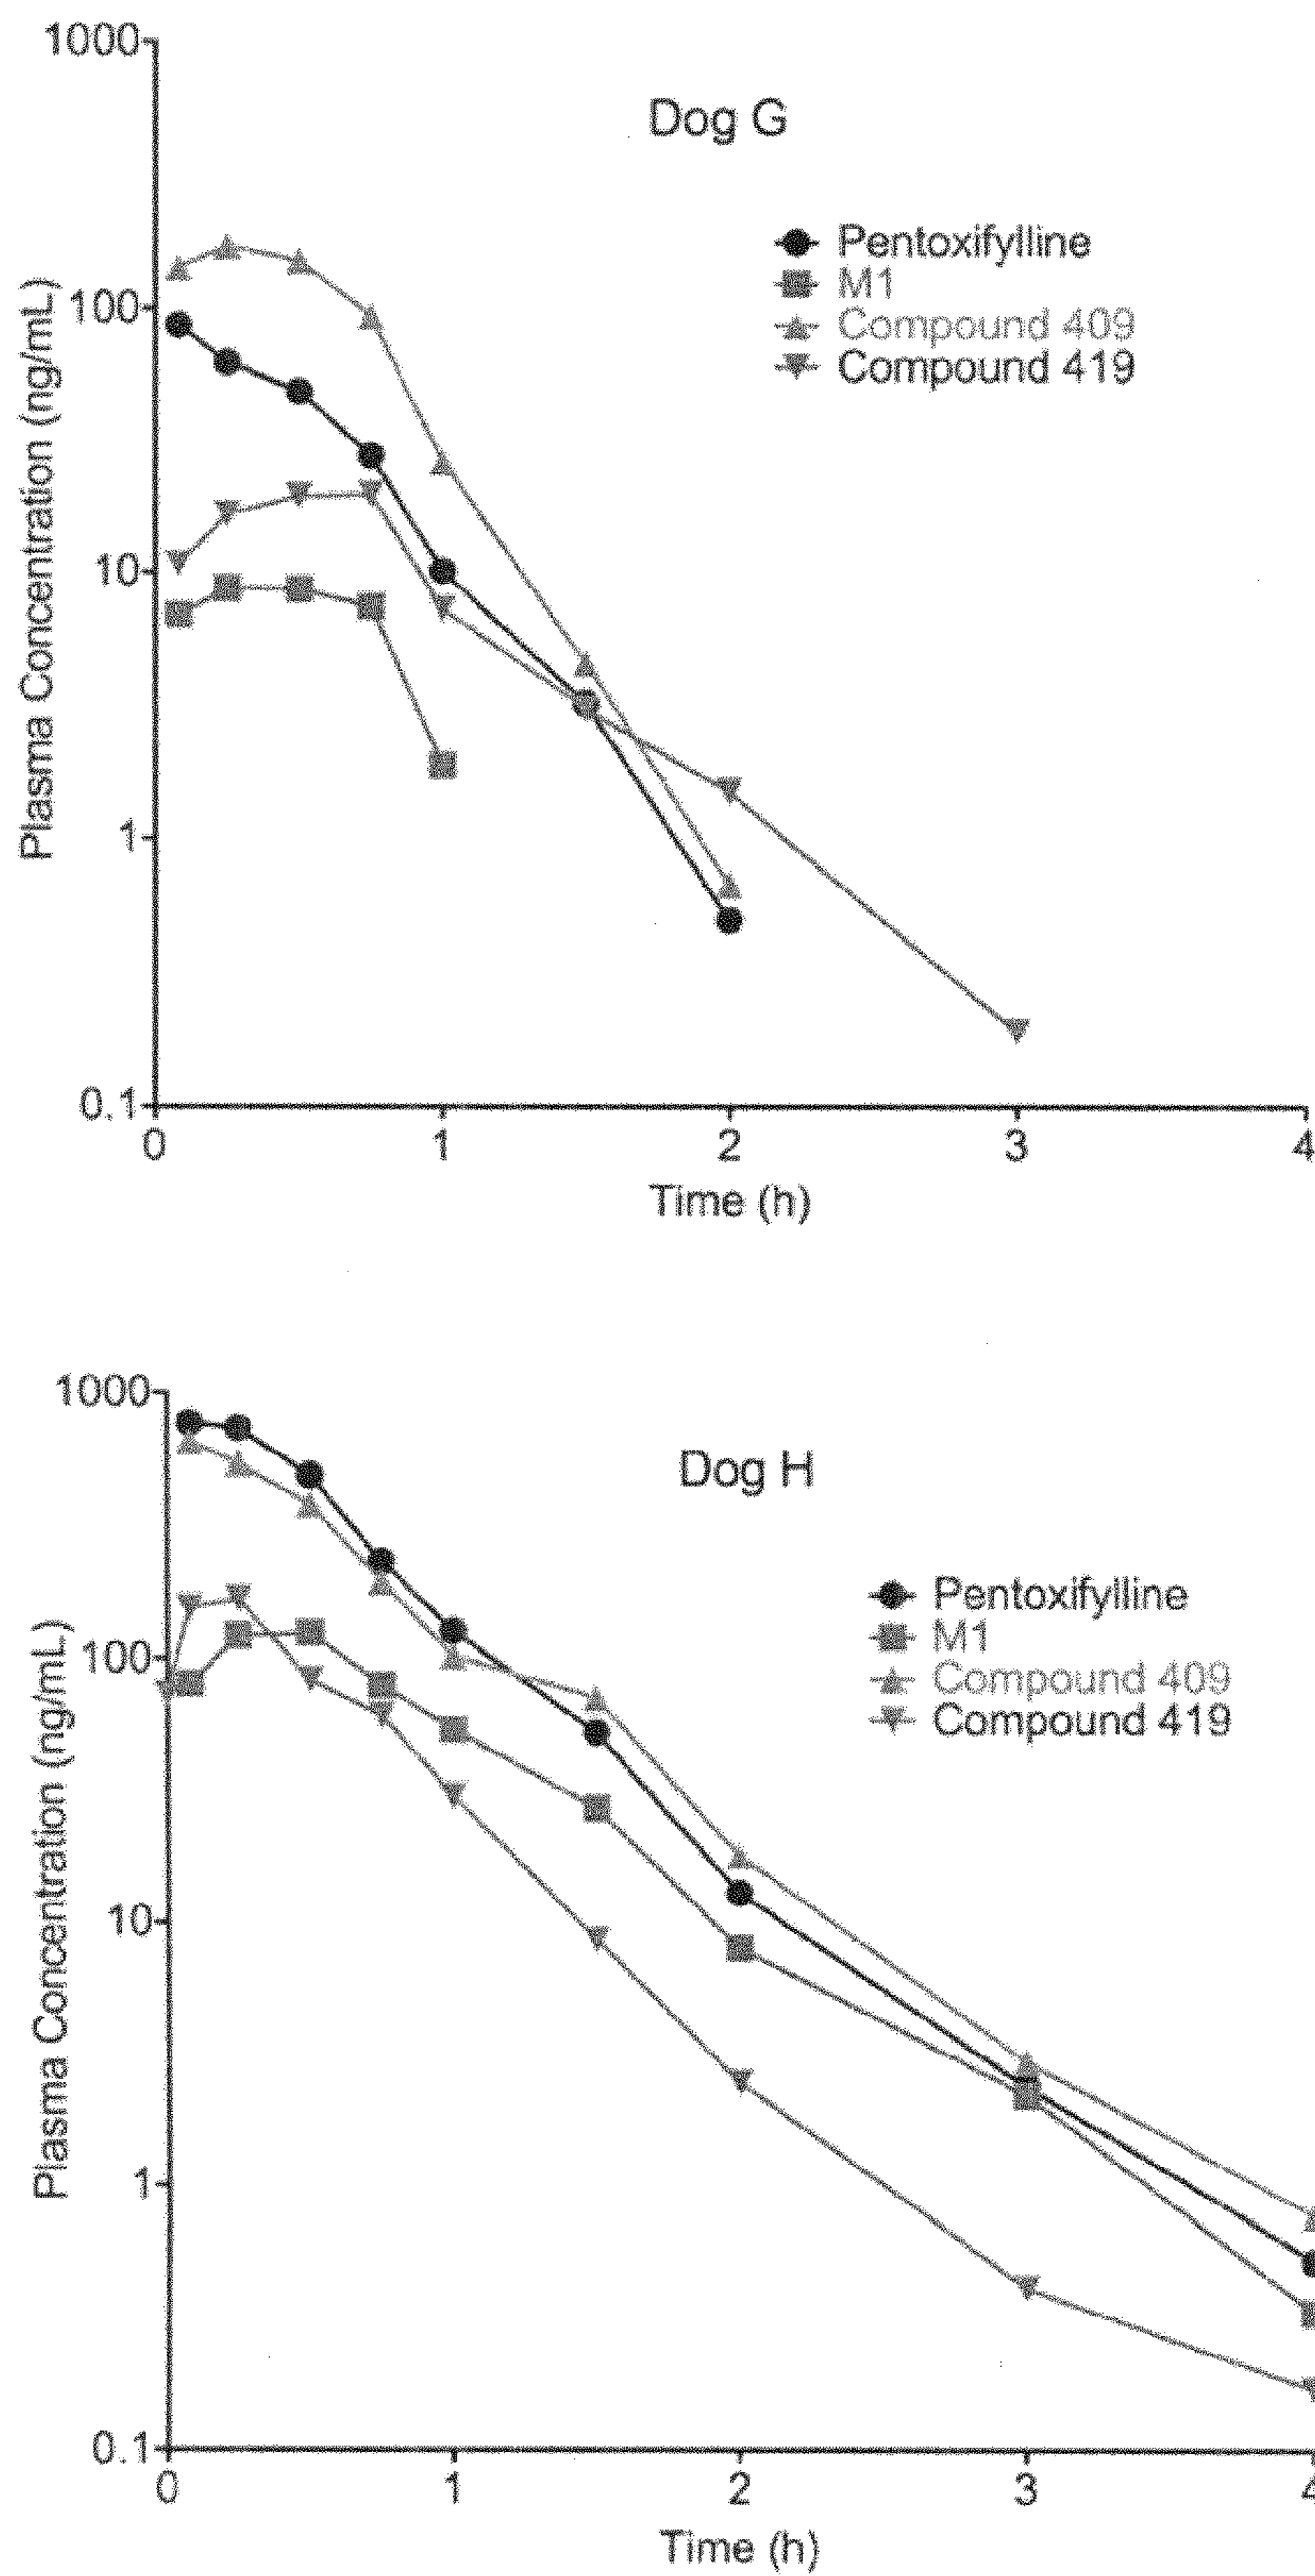 1000
Dog G
Pentoxifylline
M1
Compound 409
Compound 419
100
10
1
0.1
Plasma Concentration (ng/mL)
0 1 2 3 4
Time (h)
1000
Dog H
Pentoxifylline
M1
Compound 409
Compound 419
100
10
1
0.1
Plasma Concentration (ng/mL)
0 1 2 3 4
Time (h)